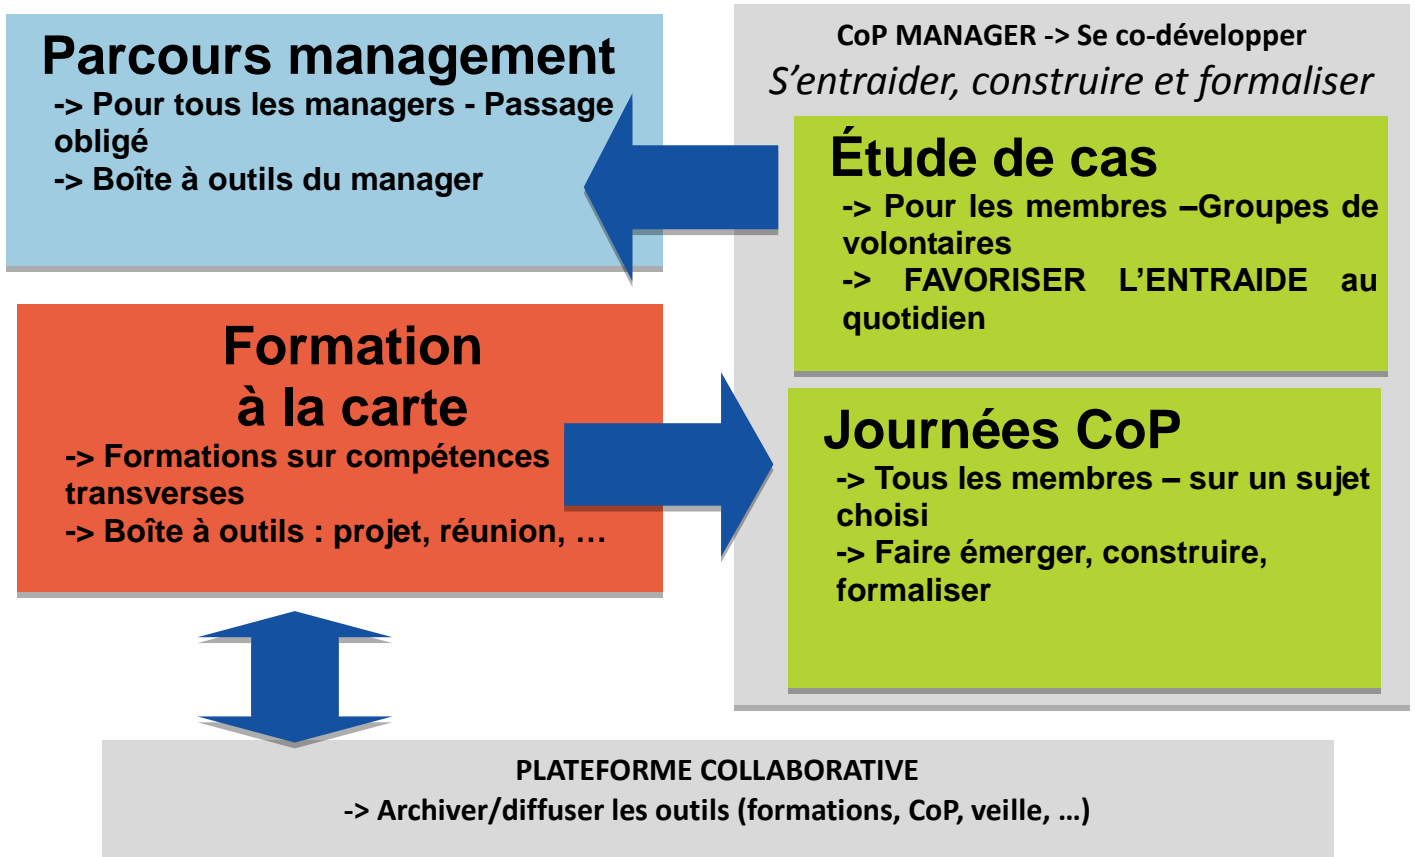 Parcours management
-> Pour tous les managers - Passage
obligé
-> Boîte à outils du manager
Formation
à la carte
-> Formations sur compétences
transverses
-> Boîte à outils : projet, réunion, …
CoP MANAGER -> Se co-développer
S’entraider, construire et formaliser
Étude de cas
-> Pour les membres –Groupes de
volontaires
-> FAVORISER L’ENTRAIDE au
quotidien
Journées CoP
-> Tous les membres – sur un sujet
choisi
-> Faire émerger, construire,
formaliser
PLATEFORME COLLABORATIVE
-> Archiver/diffuser les outils (formations, CoP, veille, …)